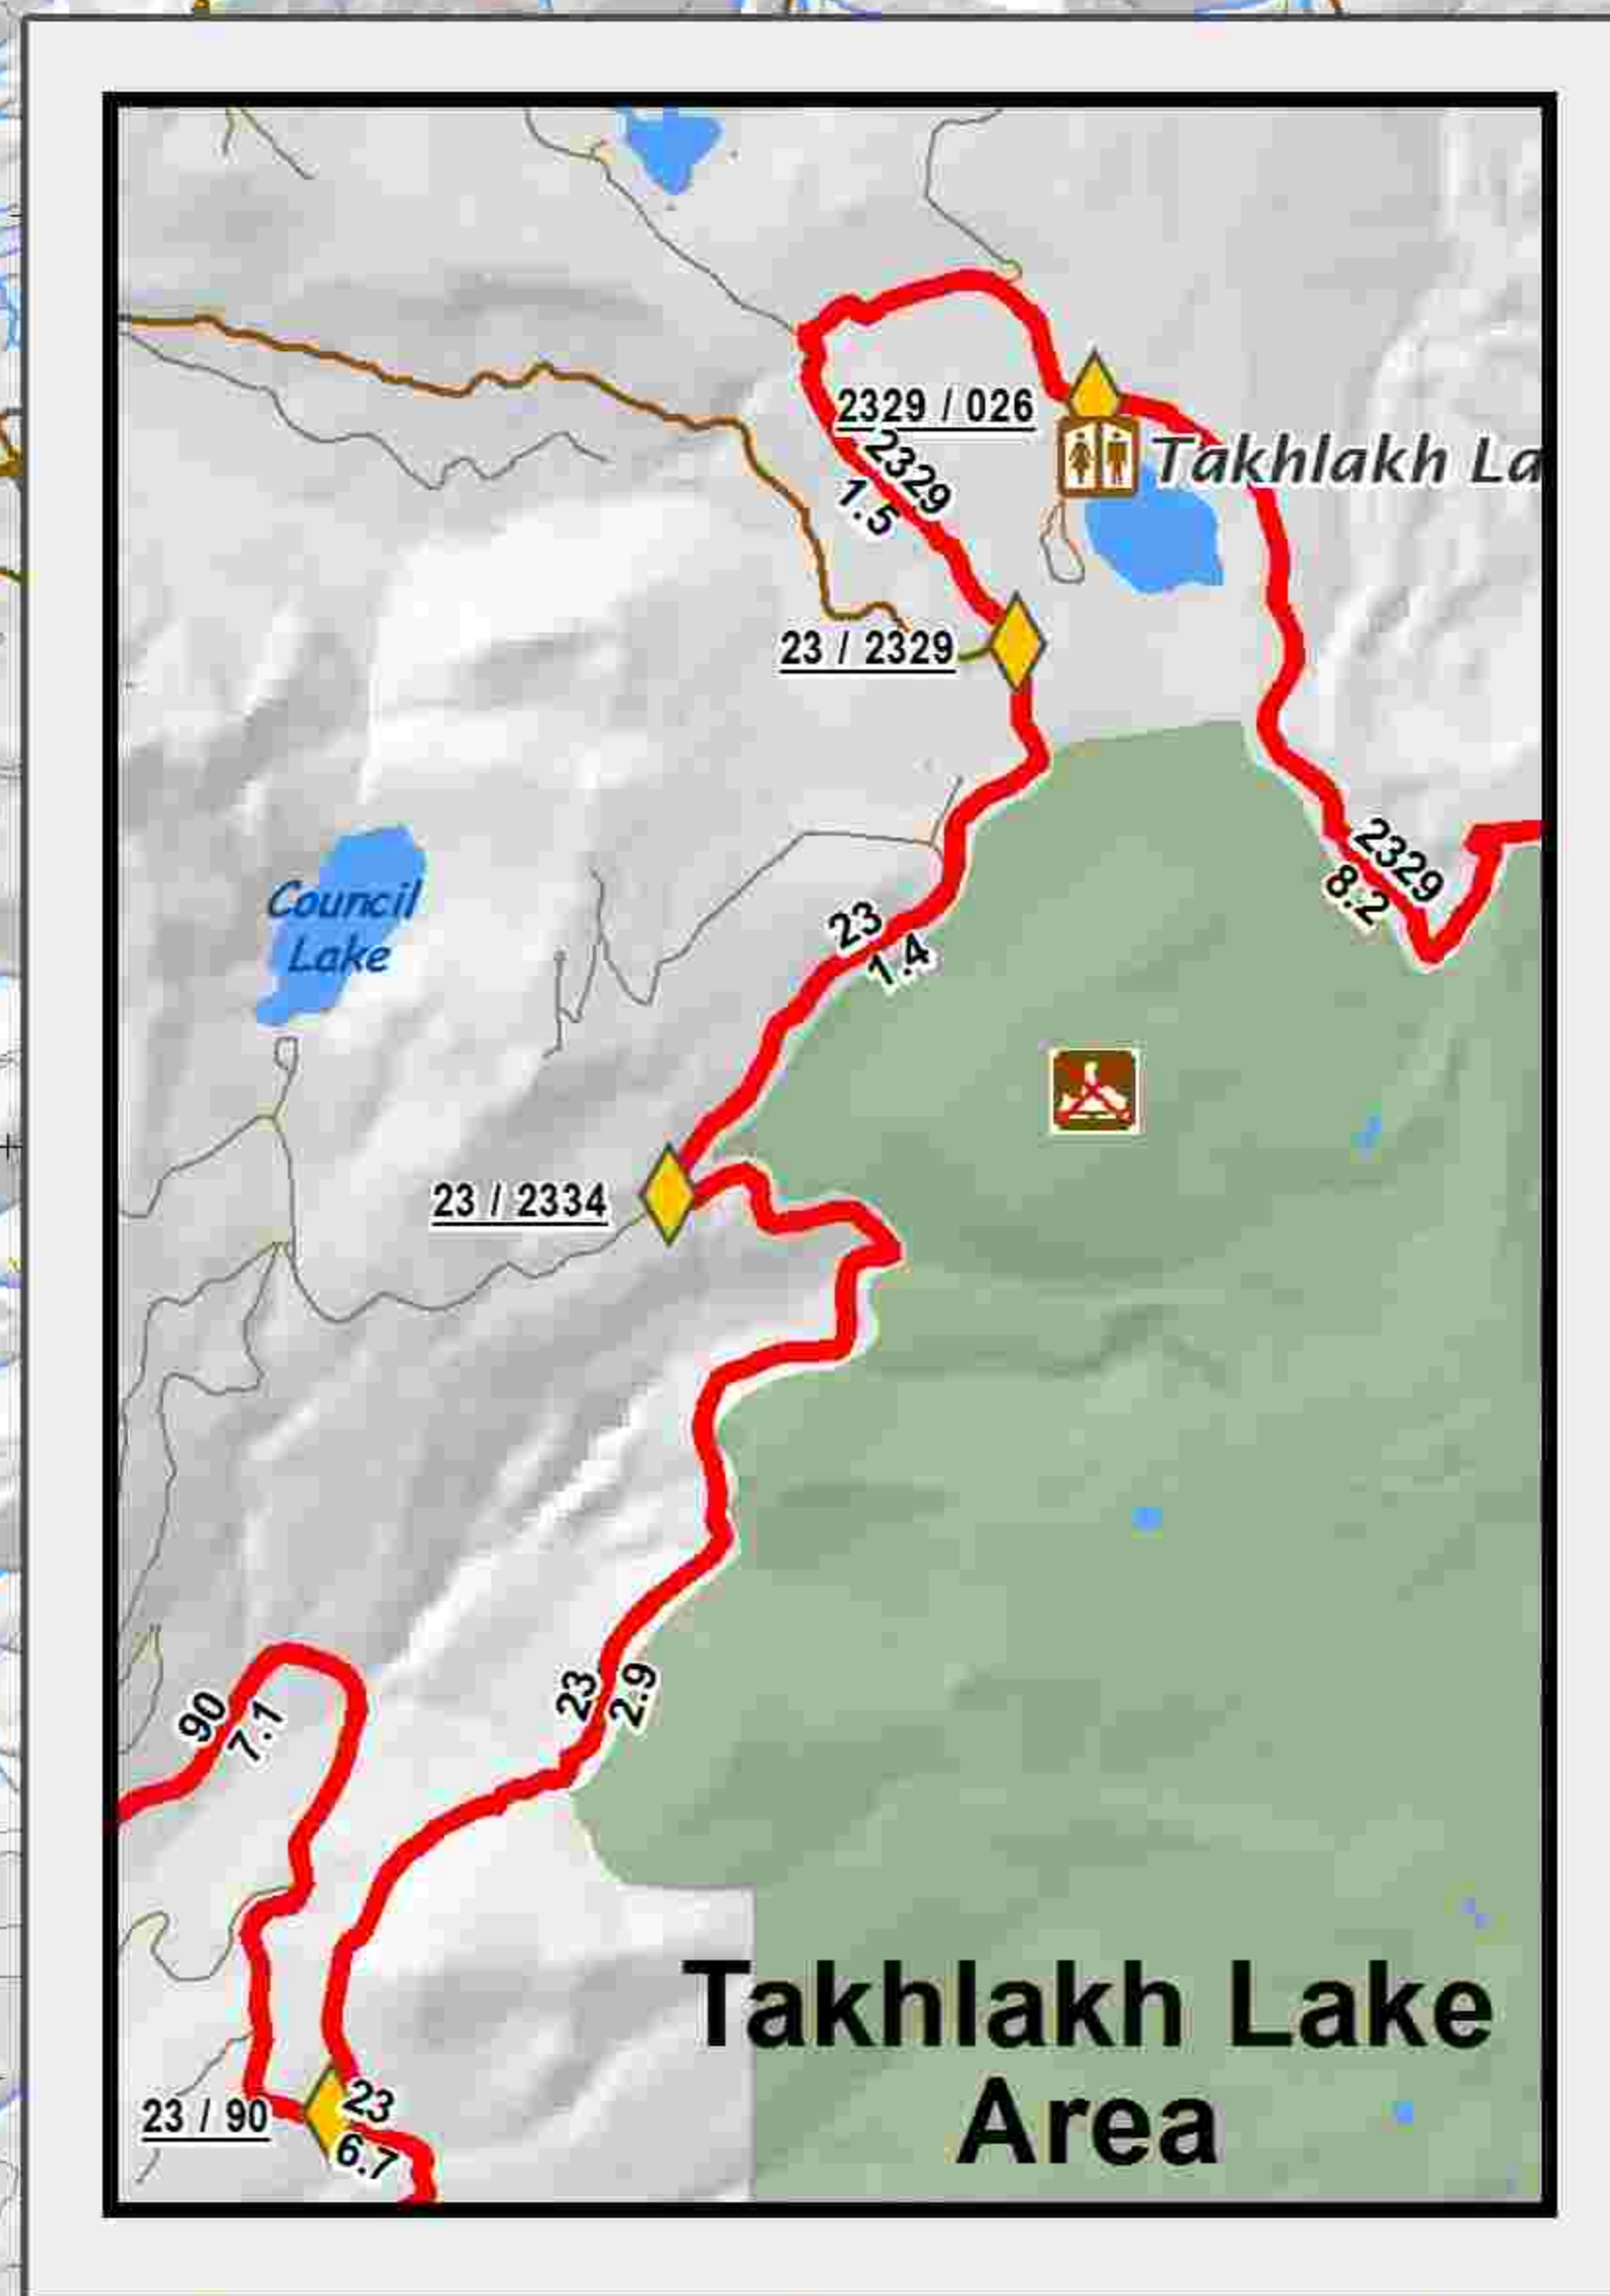 2329 / 026
Takhlakh La
2329
1.5
23 / 2329
2329
8.2
Council
Lake
23
1.4
23 / 2334
23
2.9
90
7.1
Takhlakh Lake
Area
23 / 90
23
6.7